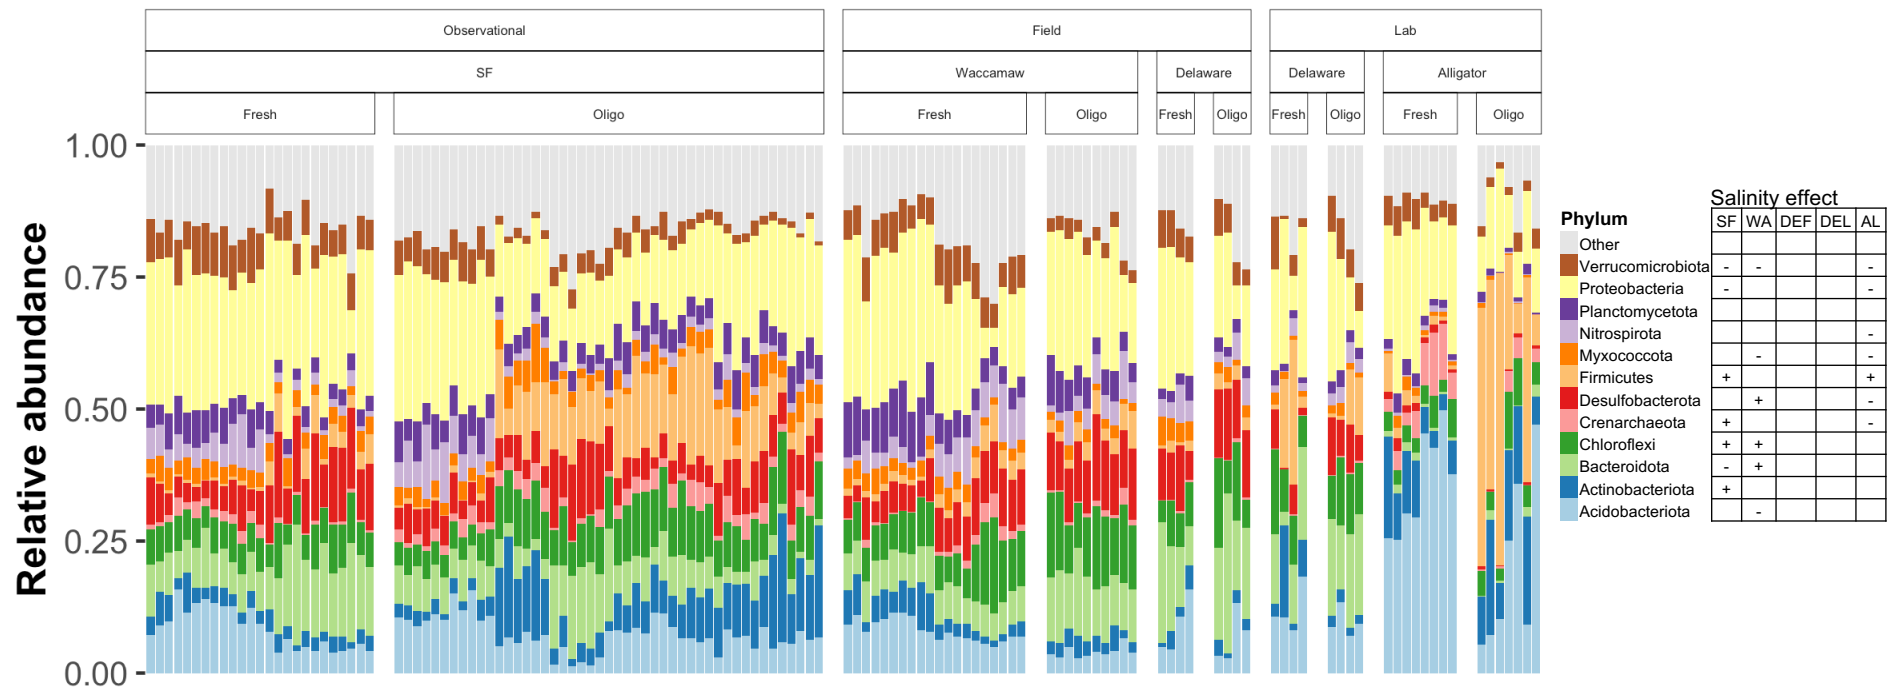 Observational Field Lab
SF Waccamaw Delaware Delaware Alligator
Fresh Oligo Fresh Oligo Fresh Oligo Fresh Oligo Fresh Oligo
Relative abundance
1.00
0.75
0.50
0.25
0.00
Salinity effect
Phylum SF WA DEF DEL AL
Other
Verrucomicrobiota - - -
Proteobacteria - -
Planctomycetota
Nitrospirota -
Myxococcota - -
Firmicutes + +
Desulfobacterota + -
Crenarchaeota + -
Chloroflexi + +
Bacteroidota - +
Actinobacteriota +
Acidobacteriota -